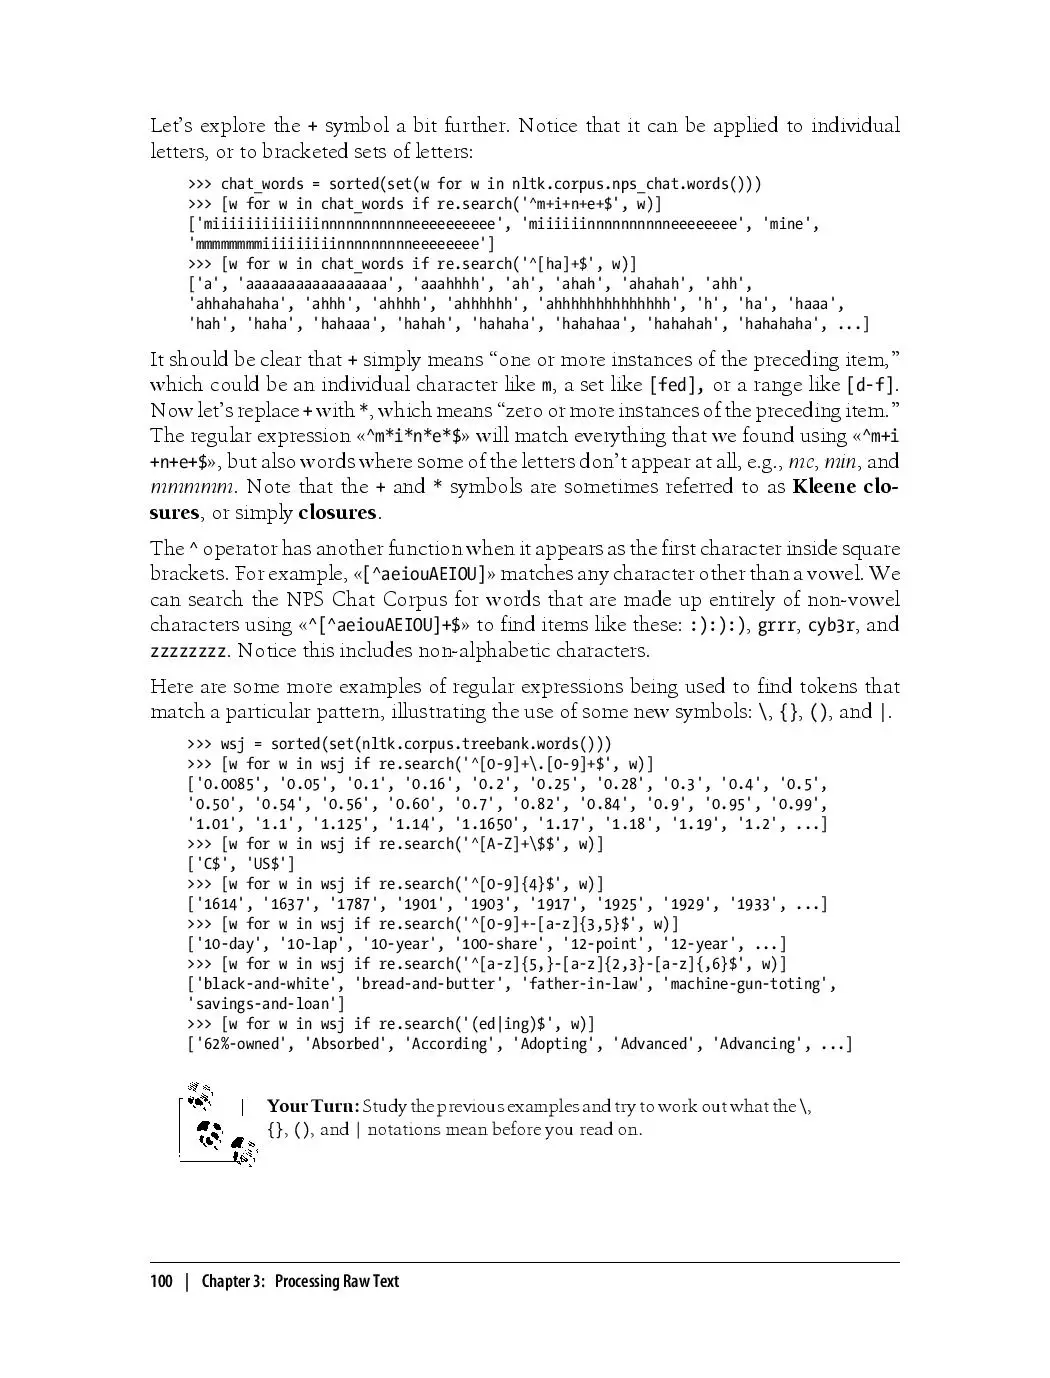 Let’s explore the + symbol a bit further. Notice that it can be applied to individual
letters, or to bracketed sets of letters:
>>> chat_words = sorted(set(w for w in nltk.corpus.nps_chat.words()))
>>> [w for w in chat_words if re.search('^m+i+n+e+$', w)]
['miiiiiiiiiiiiinnnnnnnnnnneeeeeeeeee', 'miiiiiinnnnnnnnnneeeeeeee', 'mine',
'mmmmmmmmiiiiiiiiinnnnnnnnneeeeeeee']
>>> [w for w in chat_words if re.search('^[ha]+$', w)]
['a', 'aaaaaaaaaaaaaaaaa', 'aaahhhh', 'ah', 'ahah', 'ahahah', 'ahh',
'ahhahahaha', 'ahhh', 'ahhhh', 'ahhhhhh', 'ahhhhhhhhhhhhhh', 'h', 'ha', 'haaa',
'hah', 'haha', 'hahaaa', 'hahah', 'hahaha', 'hahahaa', 'hahahah', 'hahahaha', ...]
It should be clear that + simply means “one or more instances of the preceding item,”
which could be an individual character like m, a set like [fed], or a range like [d-f].
Now let’s replace + with *, which means “zero or more instances of the preceding item.”
The regular expression «^m*i*n*e*$» will match everything that we found using «^m+i
+n+e+$», but also words where some of the letters don’t appear at all, e.g., me, min, and
mmmmm. Note that the + and * symbols are sometimes referred to as Kleene clo-
sures, or simply closures.
The ^ operator has another function when it appears as the first character inside square
brackets. For example, «[^aeiouAEIOU]» matches any character other than a vowel. We
can search the NPS Chat Corpus for words that are made up entirely of non-vowel
characters using «^[^aeiouAEIOU]+$» to find items like these: :):):), grrr, cyb3r, and
zzzzzzzz. Notice this includes non-alphabetic characters.
Here are some more examples of regular expressions being used to find tokens that
match a particular pattern, illustrating the use of some new symbols: \, {}, (), and |.
>>> wsj = sorted(set(nltk.corpus.treebank.words()))
>>> [w for w in wsj if re.search('^[0-9]+\.[0-9]+$', w)]
['0.0085', '0.05', '0.1', '0.16', '0.2', '0.25', '0.28', '0.3', '0.4', '0.5',
'0.50', '0.54', '0.56', '0.60', '0.7', '0.82', '0.84', '0.9', '0.95', '0.99',
'1.01', '1.1', '1.125', '1.14', '1.1650', '1.17', '1.18', '1.19', '1.2', ...]
>>> [w for w in wsj if re.search('^[A-Z]+\$$', w)]
['C$', 'US$']
>>> [w for w in wsj if re.search('^[0-9]{4}$', w)]
['1614', '1637', '1787', '1901', '1903', '1917', '1925', '1929', '1933', ...]
>>> [w for w in wsj if re.search('^[0-9]+-[a-z]{3,5}$', w)]
['10-day', '10-lap', '10-year', '100-share', '12-point', '12-year', ...]
>>> [w for w in wsj if re.search('^[a-z]{5,}-[a-z]{2,3}-[a-z]{,6}$', w)]
['black-and-white', 'bread-and-butter', 'father-in-law', 'machine-gun-toting',
'savings-and-loan']
>>> [w for w in wsj if re.search('(ed|ing)$', w)]
['62%-owned', 'Absorbed', 'According', 'Adopting', 'Advanced', 'Advancing', ...]
Your Turn: Study the previous examples and try to work out what the \,
{}, (), and | notations mean before you read on.
100 | Chapter 3: Processing Raw Text